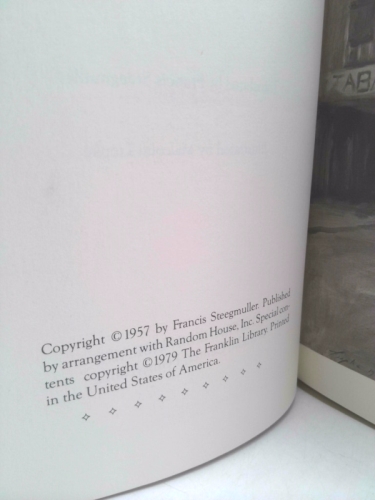 Copyright ©1957 by Francis Steegmuller. Published
by arrangement with Random House, Inc. Special con-
tents copyright ©1979 The Franklin Library. Printed
in the United States of America.
TABA